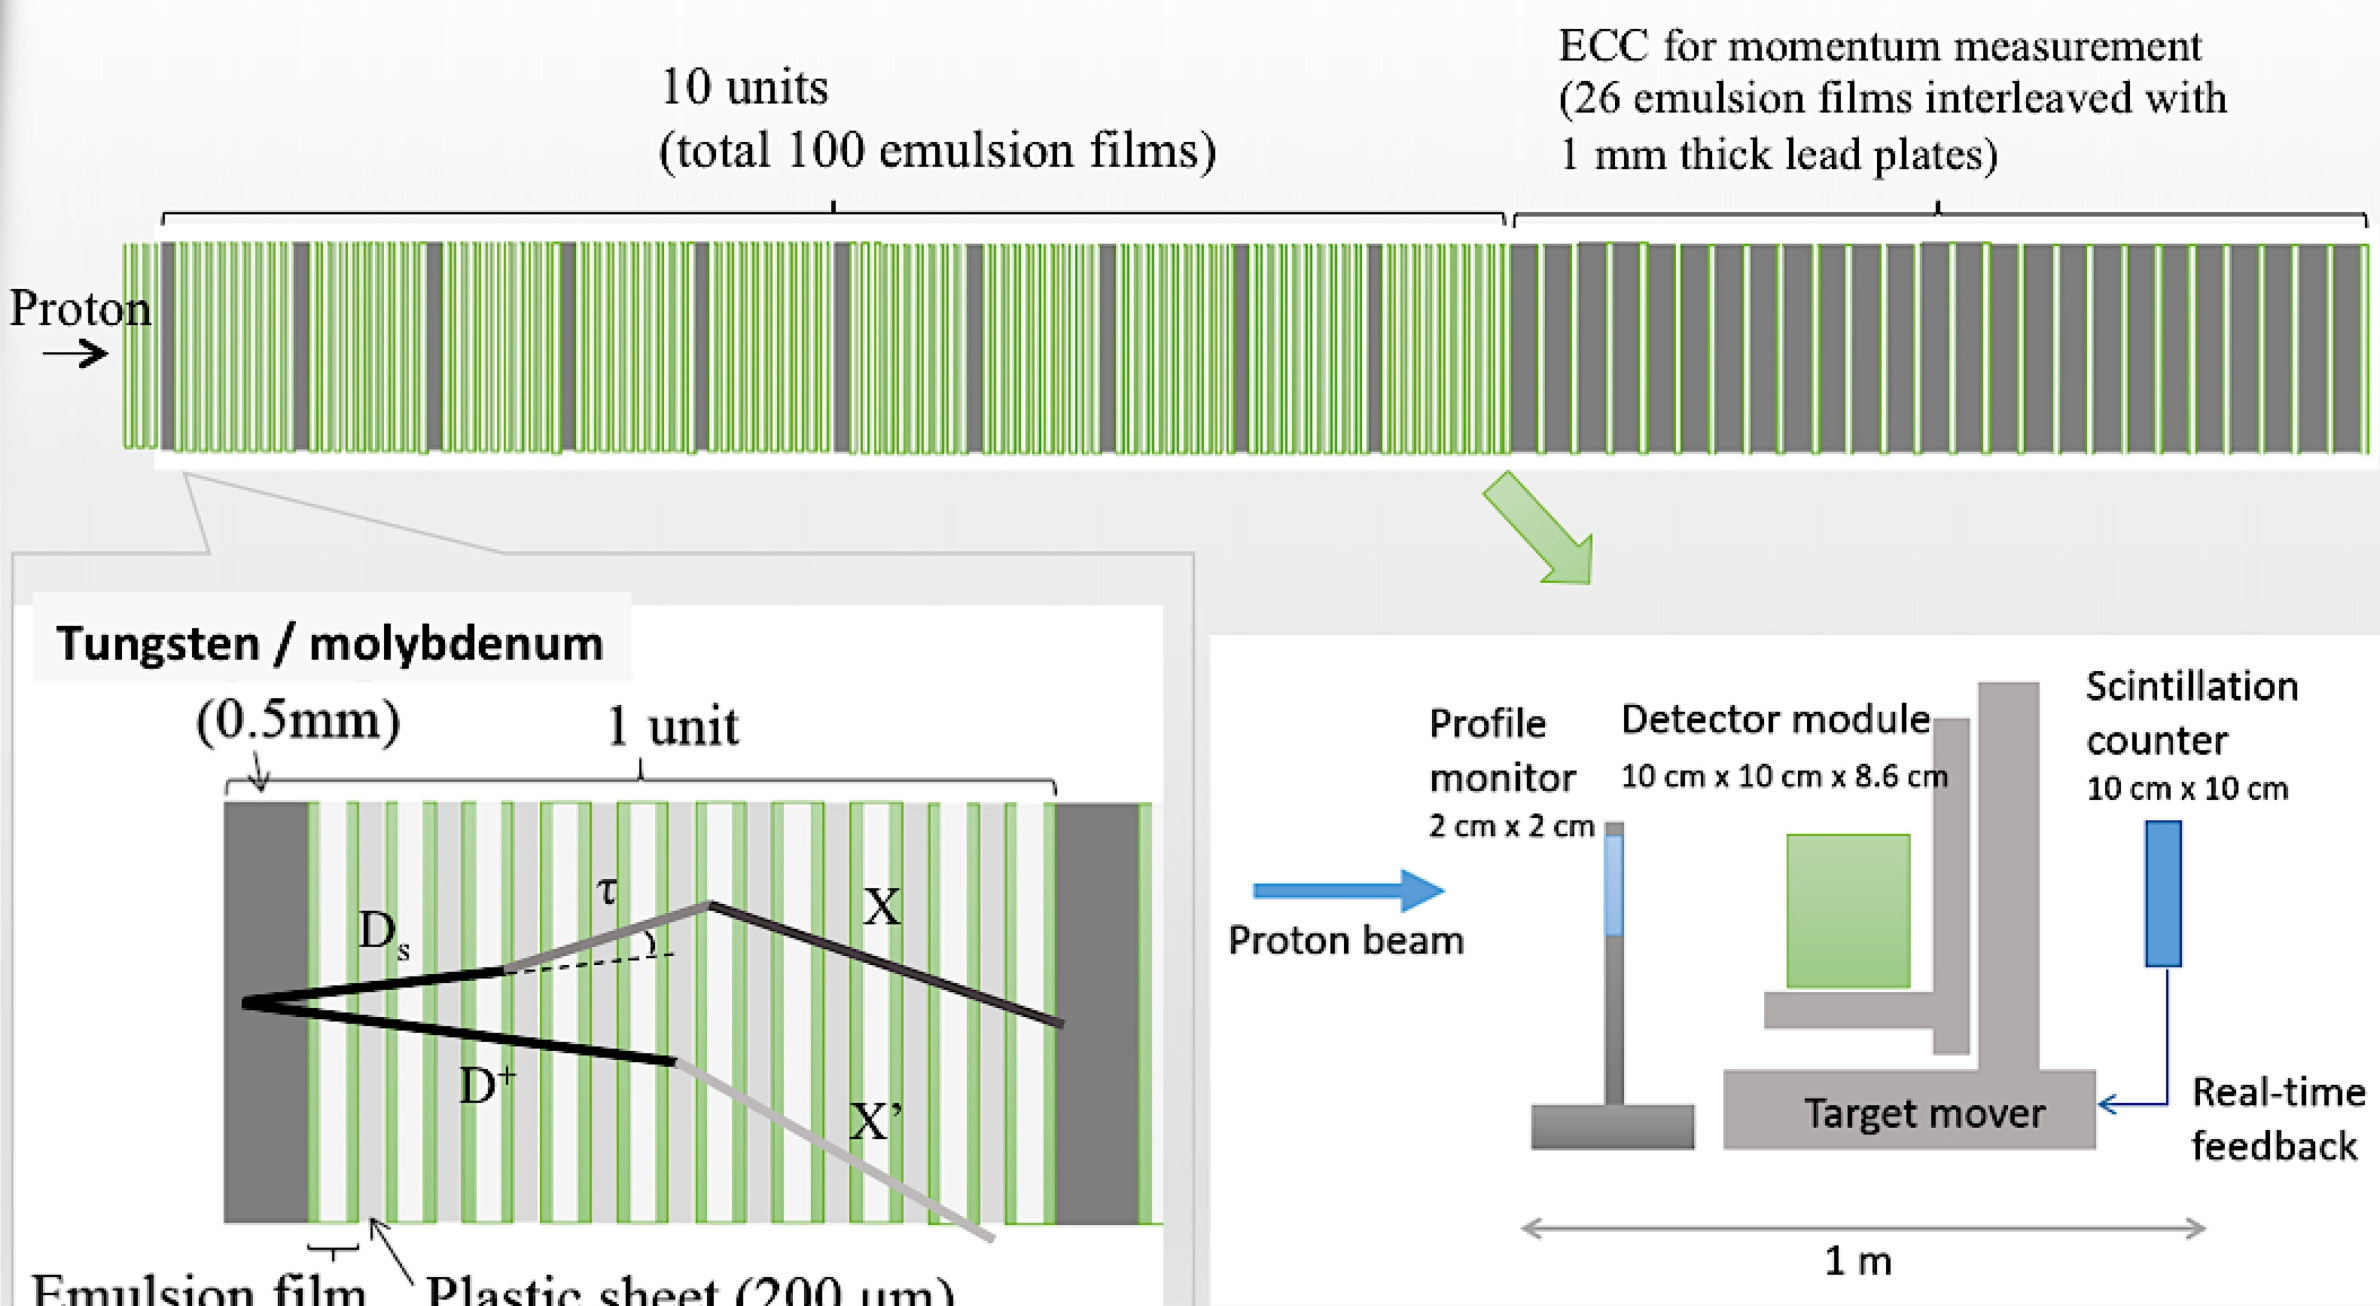 10 units
(total 100 emulsion films)
ECC for momentum measurement
(26 emulsion films interleaved with
1 mm thick lead plates)
Proton
Tungsten / molybdenum
(0.5mm)
1 unit
τ
X
Dₛ
D⁺
X’
Emulsion film
Plastic sheet (200 μm)
Profile
monitor
2 cm x 2 cm
Detector module
10 cm x 10 cm x 8.6 cm
Scintillation
counter
10 cm x 10 cm
Proton beam
Target mover
Real-time
feedback
1 m